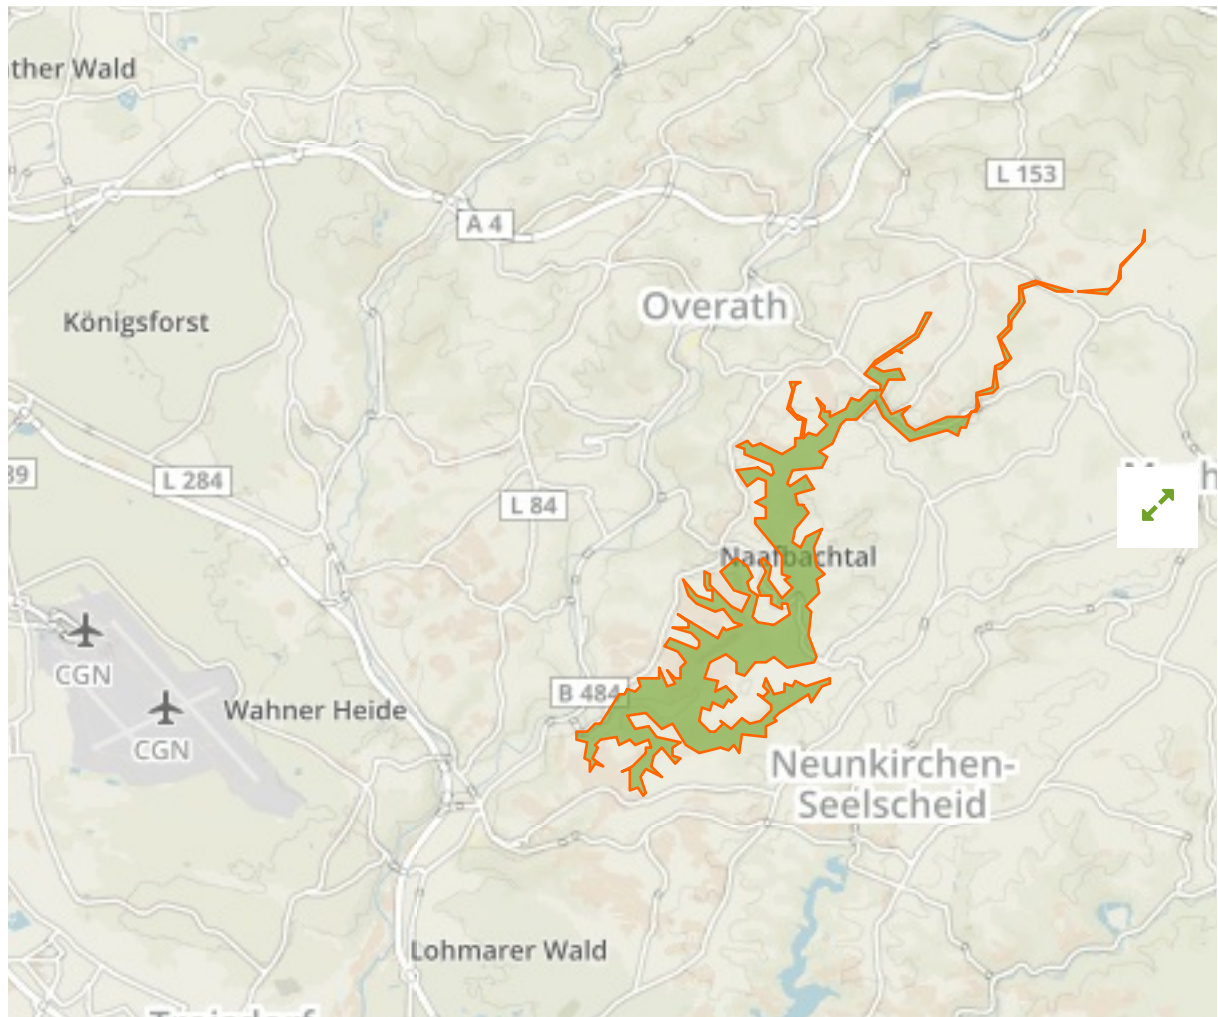 ther Wald
L 153
A 4
Overath
Königsforst
39
L 284
L 84
Naafbachtal
CGN
B 484
Wahner Heide
CGN
Neunkirchen-
Seelscheid
Lohmarer Wald